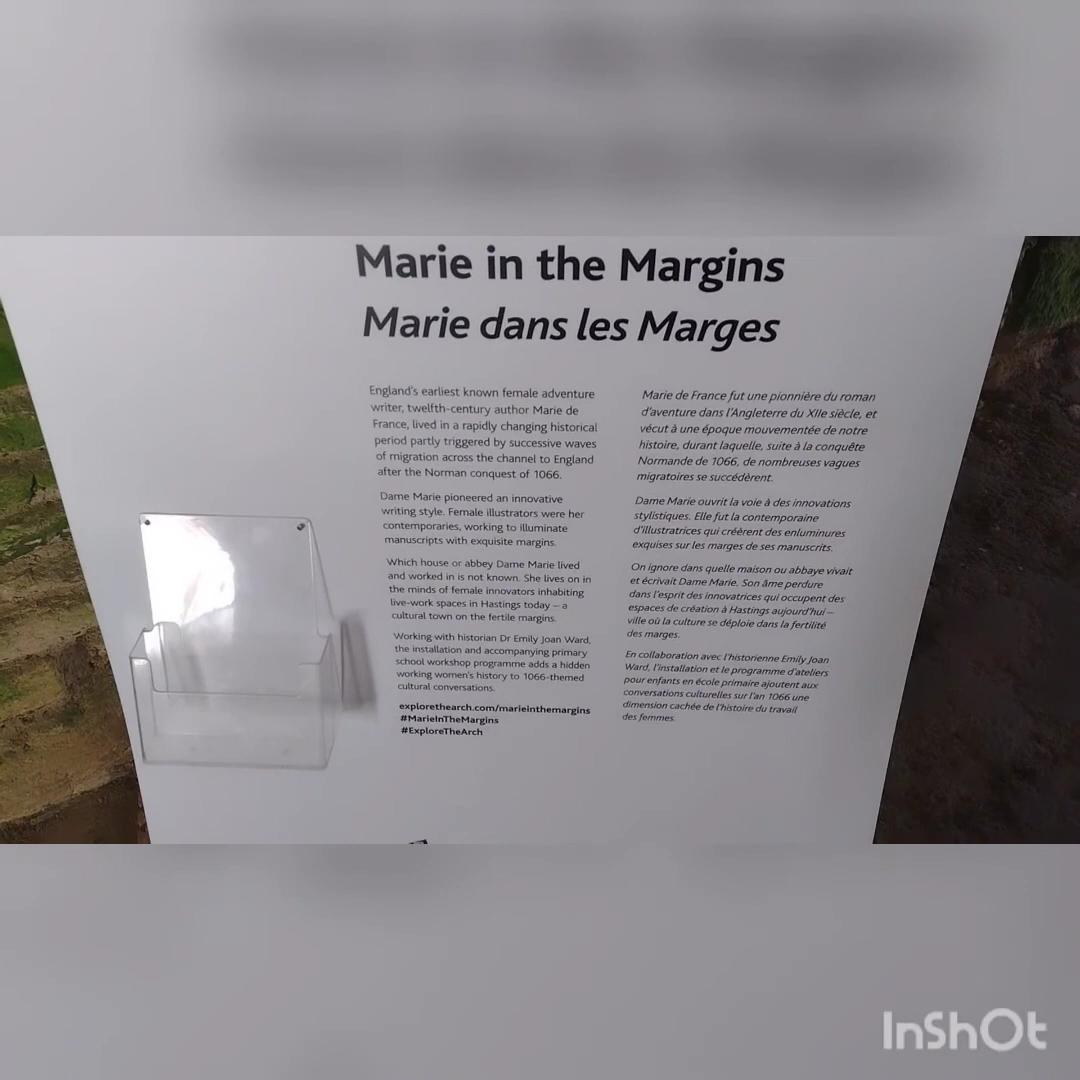 Marie in the Margins
Marie dans les Marges
England's earliest known female adventure
writer, twelfth-century author Marie de
France, lived in a rapidly changing historical
period partly triggered by successive waves
of migration across the channel to England
after the Norman conquest of 1066.
Dame Marie pioneered an innovative
writing style. Female illustrators were her
contemporaries, working to illuminate
manuscripts with exquisite margins.
Which house or abbey Dame Marie lived
and worked in is not known. She lives on in
the minds of female innovators inhabiting
live-work spaces in Hastings today – a
cultural town on the fertile margins.
Working with historian Dr Emily Joan Ward,
the installation and accompanying primary
school workshop programme adds a hidden
working women's history to 1066-themed
cultural conversations.
explorethearch.com/marieinthemargins
#MarieInTheMargins
#ExploreTheArch
Marie de France fut une pionnière du roman
d'aventure dans l'Angleterre du XIIe siècle, et
vécut à une époque mouvementée de notre
histoire, durant laquelle, suite à la conquête
Normande de 1066, de nombreuses vagues
migratoires se succédèrent.
Dame Marie ouvrit la voie à des innovations
stylistiques. Elle fut la contemporaine
d'illustratrices qui créèrent des enluminures
exquises sur les marges de ses manuscrits.
On ignore dans quelle maison ou abbaye vivait
et écrivait Dame Marie. Son âme perdure
dans l'esprit des innovatrices qui occupent des
espaces de création à Hastings aujourd'hui –
ville où la culture se déploie dans la fertilité
des marges.
En collaboration avec l'historienne Emily Joan
Ward, l'installation et le programme d'ateliers
pour enfants en école primaire ajoutent aux
conversations culturelles sur l'an 1066 une
dimension cachée de l'histoire du travail
des femmes.
InShOt